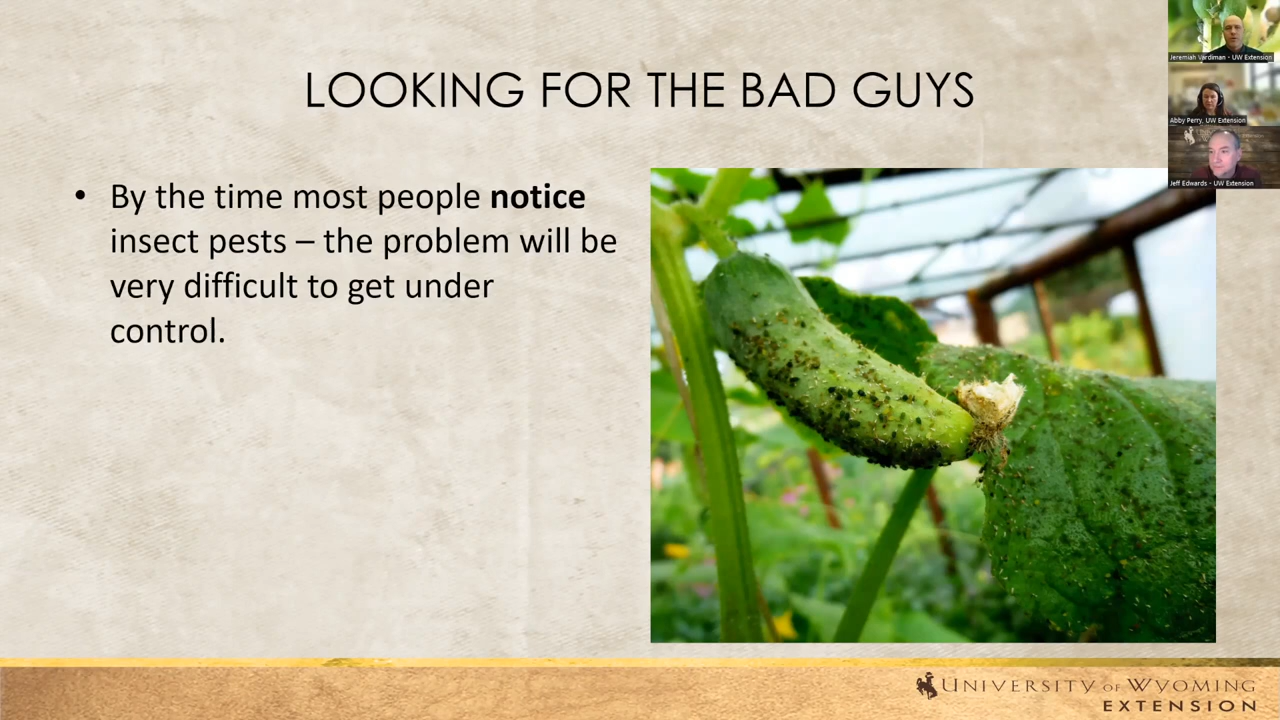 LOOKING FOR THE BAD GUYS
Jeremiah Vardiman - UW Extension
Abby Perry, UW Extension
Jeff Edwards - UW Extension
• By the time most people notice
insect pests – the problem will be
very difficult to get under
control.
UNIVERSITY OF WYOMING
EXTENSION